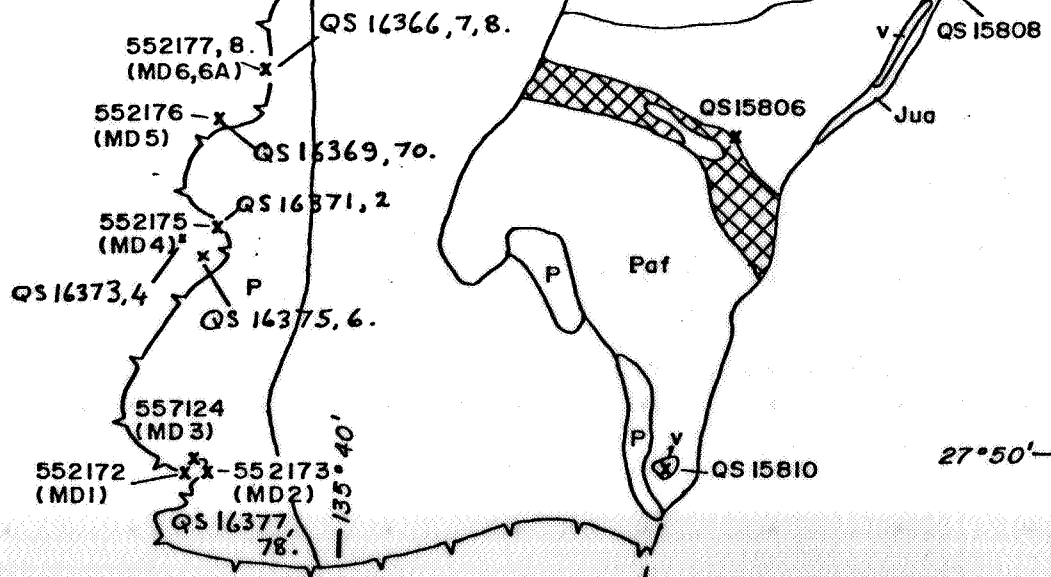 QS 16366,7,8.
552177,8.
(MD6,6A)
QS 15808
v
Jua
552176
(MD5)
QS15806
QS 16369,70.
QS 16371,2
552175
(MD4)
P
Paf
QS 16373,4
P
QS 16375,6.
557124
(MD3)
135° 40'
P
v
27°50'
552172
(MD1)
552173
(MD2)
QS 15810
QS 16377,
78.